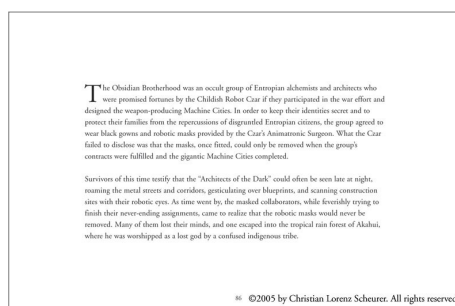 The Obsidian Brotherhood was an occult group of Entropian alchemists and architects who
were promised fortunes by the Childish Robot Czar if they participated in the war effort and
designed the weapon-producing Machine Cities. In order to keep their identities secret and to
protect their families from the repercussions of disgruntled Entropian citizens, the group agreed to
wear black gowns and robotic masks provided by the Czar's Animatronic Surgeon. What the Czar
failed to disclose was that the masks, once fitted, could only be removed when the group's
contracts were fulfilled and the gigantic Machine Cities completed.
Survivors of this time testify that the "Architects of the Dark" could often be seen late at night,
roaming the metal streets and corridors, gesticulating over blueprints, and scanning construction
sites with their robotic eyes. As time went by, the masked collaborators, while feverishly trying to
finish their never-ending assignments, came to realize that the robotic masks would never be
removed. Many of them lost their minds, and one escaped into the tropical rain forest of Akahui,
where he was worshipped as a lost god by a confused indigenous tribe.
86 ©2005 by Christian Lorenz Scheurer. All rights reserved